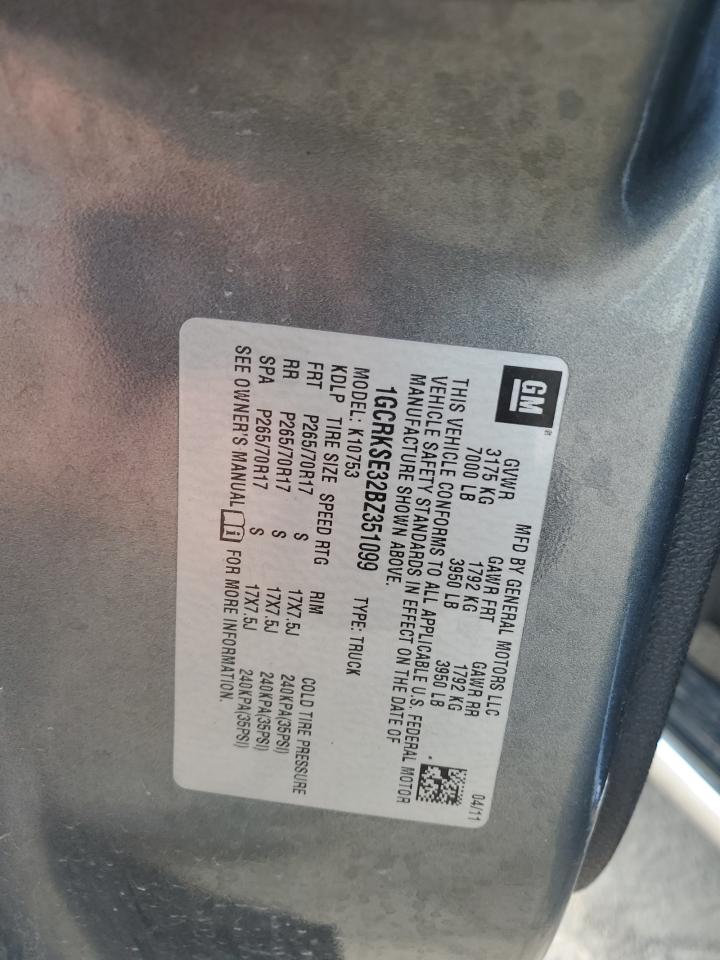 GM
MFD BY GENERAL MOTORS LLC 04/11
GVWR GAWR FRT GAWR RR
3175 KG 1792 KG 1792 KG
7000 LB 3950 LB 3950 LB
THIS VEHICLE CONFORMS TO ALL APPLICABLE U.S. FEDERAL MOTOR
VEHICLE SAFETY STANDARDS IN EFFECT ON THE DATE OF
MANUFACTURE SHOWN ABOVE.
1GCRKSE32BZ351099
MODEL: K10753 TYPE: TRUCK
KDLP TIRE SIZE SPEED RTG RIM COLD TIRE PRESSURE
FRT P265/70R17 S 17X7.5J 240KPA(35PSI)
RR P265/70R17 S 17X7.5J 240KPA(35PSI)
SPA P265/70R17 S 17X7.5J 240KPA(35PSI)
SEE OWNER'S MANUAL FOR MORE INFORMATION.